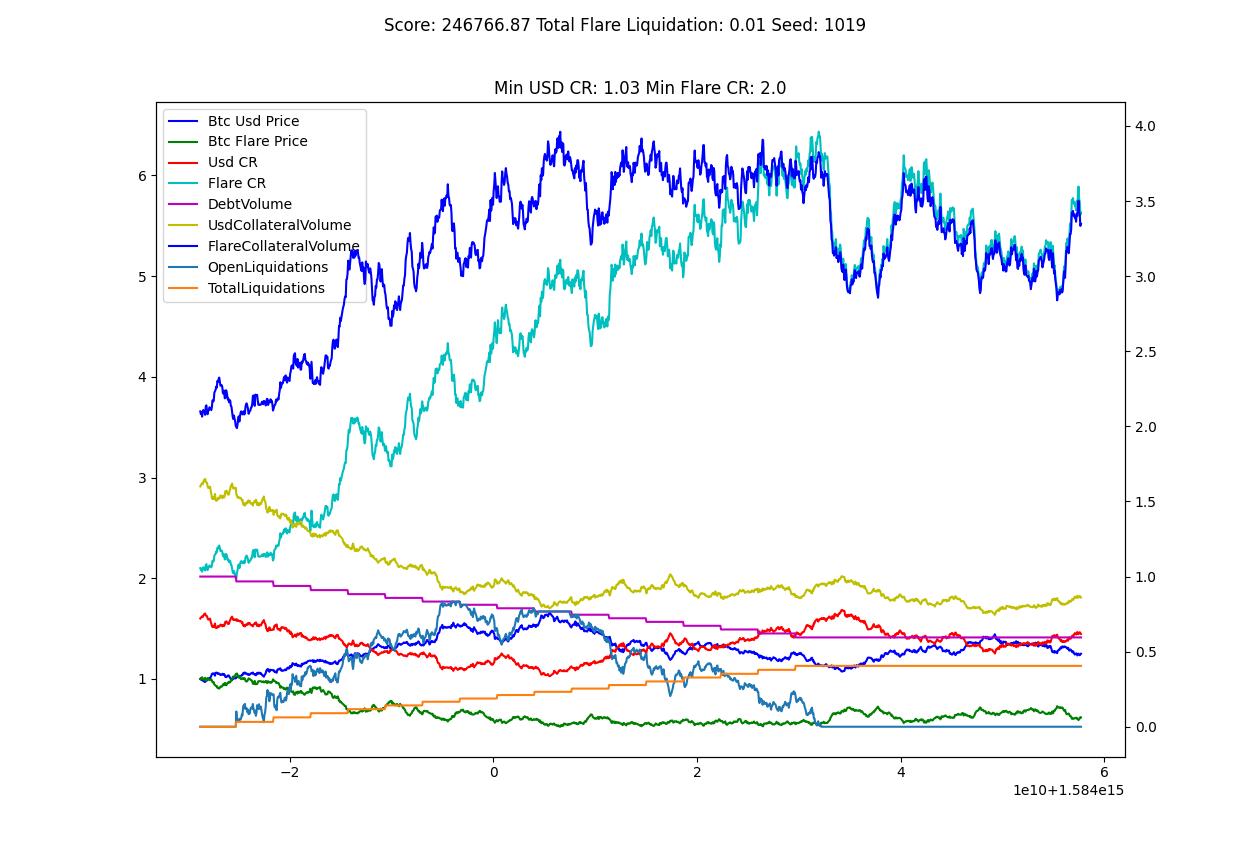 Score: 246766.87 Total Flare Liquidation: 0.01 Seed: 1019
Min USD CR: 1.03 Min Flare CR: 2.0
Btc Usd Price
Btc Flare Price
Usd CR
Flare CR
DebtVolume
UsdCollateralVolume
FlareCollateralVolume
OpenLiquidations
TotalLiquidations
6
5
4
3
2
1
4.0
3.5
3.0
2.5
2.0
1.5
1.0
0.5
0.0
−2 0 2 4 6
1e10+1.584e15